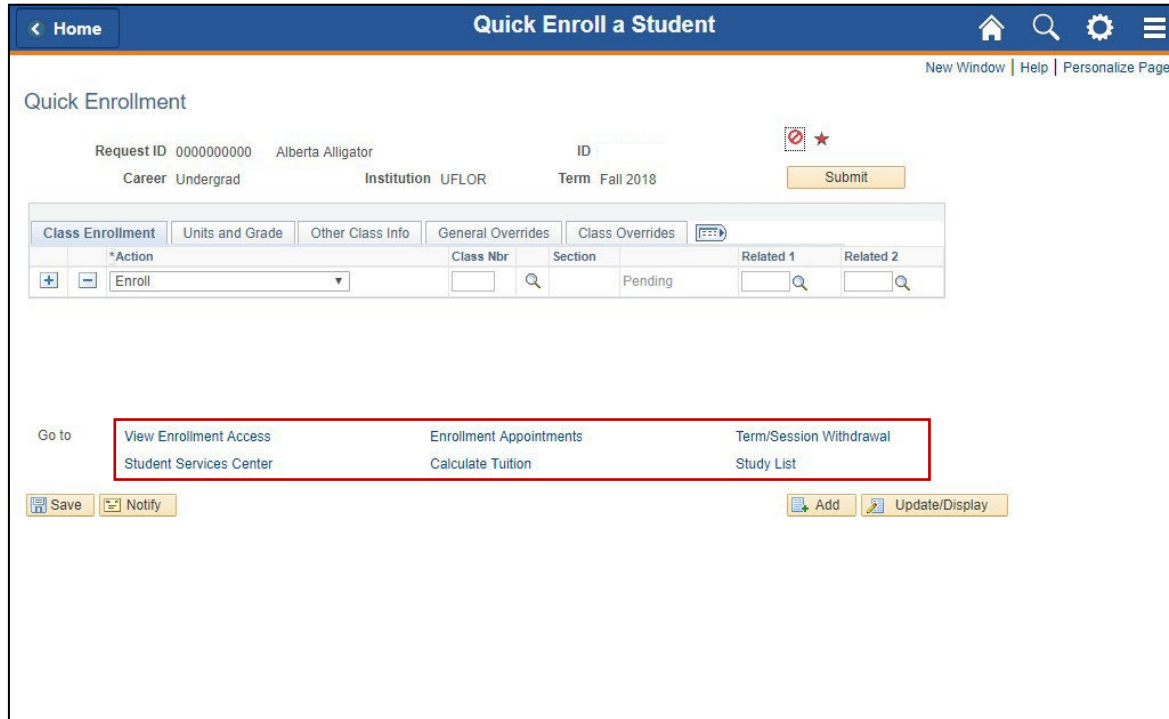 Home Quick Enroll a Student
New Window | Help | Personalize Page
Quick Enrollment
Request ID 0000000000 Alberta Alligator ID
Career Undergrad Institution UFLOR Term Fall 2018 Submit
Class Enrollment Units and Grade Other Class Info General Overrides Class Overrides
*Action Class Nbr Section Related 1 Related 2
Enroll Pending
Go to View Enrollment Access Enrollment Appointments Term/Session Withdrawal
Student Services Center Calculate Tuition Study List
Save Notify Add Update/Display